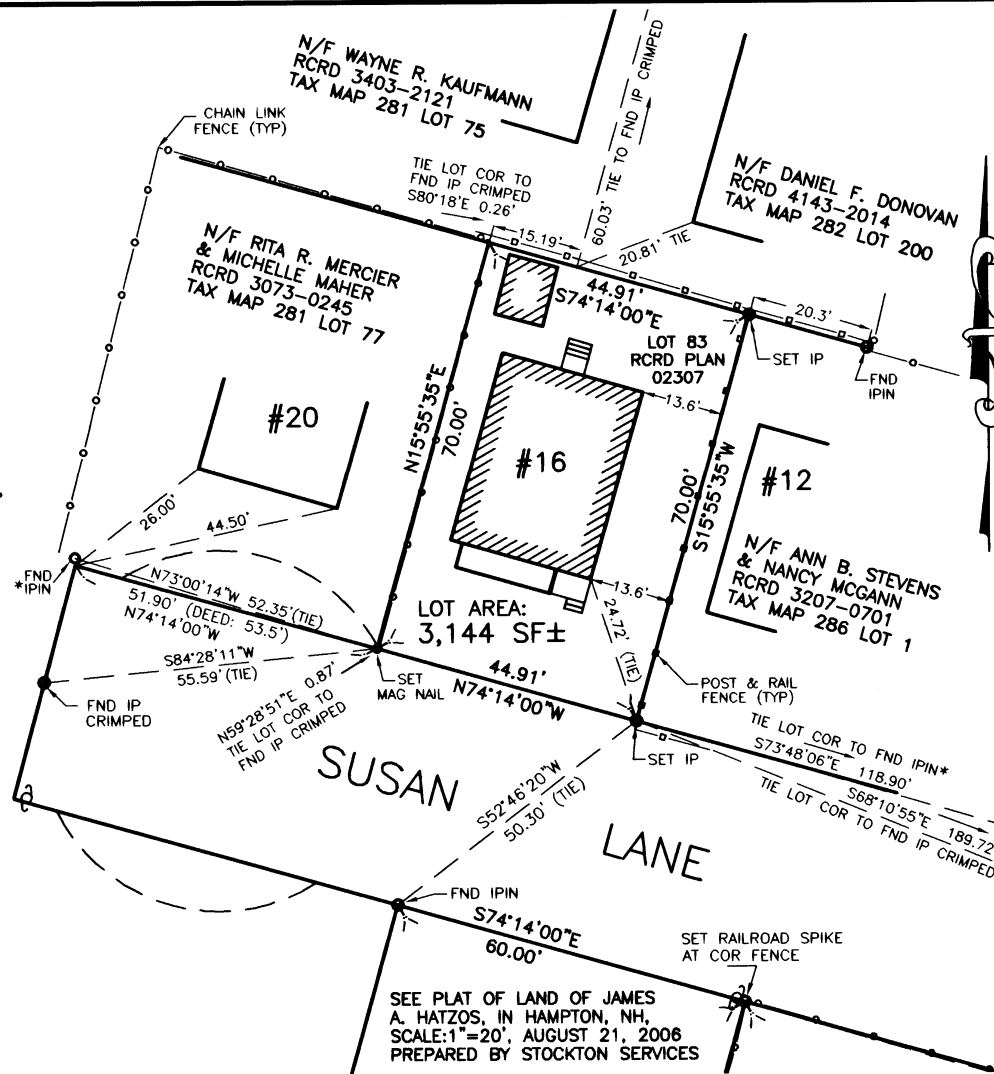 N/F WAYNE R. KAUFMANN
RCRD 3403-2121
TAX MAP 281 LOT 75
CHAIN LINK
FENCE (TYP)
TIE LOT COR TO
FND IP CRIMPED
S80°18'E 0.26'
15.19'
60.03' TIE TO FND IP CRIMPED
20.81' TIE
N/F DANIEL F. DONOVAN
RCRD 4143-2014
TAX MAP 282 LOT 200
N/F RITA R. MERCIER
& MICHELLE MAHER
RCRD 3073-0245
TAX MAP 281 LOT 77
44.91'
S74°14'00"E
20.3'
LOT 83
RCRD PLAN
02307
SET IP
FND
IPIN
13.6'
#20
N15°55'35"E
70.00'
#16
70.00'
S15°55'35"W
#12
N/F ANN B. STEVENS
& NANCY MCGANN
RCRD 3207-0701
TAX MAP 286 LOT 1
26.00'
44.50'
FND
*IPIN
N73°00'14"W 52.35'(TIE)
51.90' (DEED: 53.5')
N74°14'00"W
S84°28'11"W
55.59'(TIE)
FND IP
CRIMPED
LOT AREA:
3,144 SF±
13.6'
24.72' (TIE)
SET
MAG NAIL
44.91'
N74°14'00"W
POST & RAIL
FENCE (TYP)
N59°28'51"E 0.87'
TIE LOT COR TO
FND IP CRIMPED
SET IP
TIE LOT COR TO FND IPIN*
S73°48'06"E 118.90'
S68°10'55"E 189.72
TIE LOT COR TO FND IP CRIMPED
SUSAN LANE
S52°46'20"W
50.30' (TIE)
FND IPIN
S74°14'00"E
60.00'
SET RAILROAD SPIKE
AT COR FENCE
SEE PLAT OF LAND OF JAMES
A. HATZOS, IN HAMPTON, NH,
SCALE:1"=20', AUGUST 21, 2006
PREPARED BY STOCKTON SERVICES